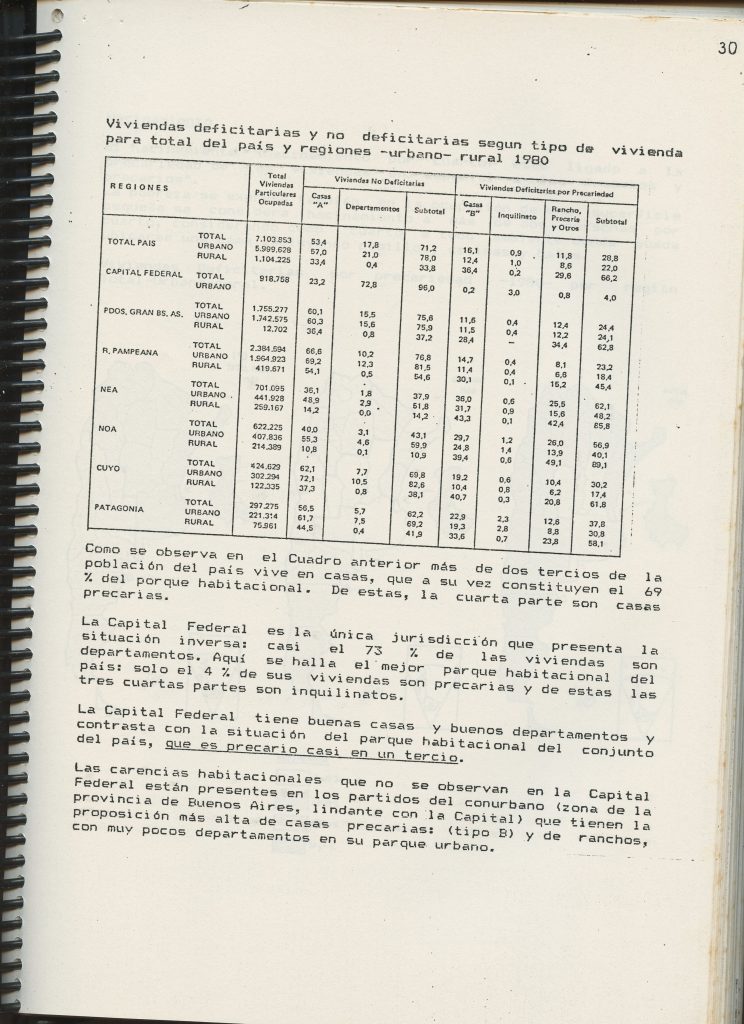 30
Viviendas deficitarias y no deficitarias segun tipo de vivienda
para total del país y regiones -urbano- rural 1980
REGIONES | Total Viviendas Particulares Ocupadas | Viviendas No Deficitarias | Viviendas Deficitarias por Precariedad
Casas "A" | Departamentos | Subtotal | Casas "B" | Inquilinato | Rancho, Precaria y Otros | Subtotal
TOTAL PAIS TOTAL 7.103.853 53,4 17,8 71,2 16,1 0,9 11,8 28,8
URBANO 5.999.628 57,0 21,0 78,0 12,4 1,0 8,6 22,0
RURAL 1.104.225 33,4 0,4 33,8 36,4 0,2 29,6 66,2
CAPITAL FEDERAL TOTAL 918.758 23,2 72,8 96,0 0,2 3,0 0,8 4,0
URBANO
PDOS. GRAN BS. AS. TOTAL 1.755.277 60,1 15,5 75,6 11,6 0,4 12,4 24,4
URBANO 1.742.575 60,3 15,6 75,9 11,5 0,4 12,2 24,1
RURAL 12.702 36,4 0,8 37,2 28,4 – 34,4 62,8
R. PAMPEANA TOTAL 2.384.594 66,6 10,2 76,8 14,7 0,4 8,1 23,2
URBANO 1.964.923 69,2 12,3 81,5 11,4 0,4 6,6 18,4
RURAL 419.671 54,1 0,5 54,6 30,1 0,1 15,2 45,4
NEA TOTAL 701.095 36,1 1,8 37,9 36,0 0,6 25,5 62,1
URBANO 441.928 48,9 2,9 51,8 31,7 0,9 15,6 48,2
RURAL 259.167 14,2 0,0 14,2 43,3 0,1 42,4 85,8
NOA TOTAL 622.225 40,0 3,1 43,1 29,7 1,2 26,0 56,9
URBANO 407.836 55,3 4,6 59,9 24,8 1,4 13,9 40,1
RURAL 214.389 10,8 0,1 10,9 39,4 0,6 49,1 89,1
CUYO TOTAL 424.629 62,1 7,7 69,8 19,2 0,6 10,4 30,2
URBANO 302.294 72,1 10,5 82,6 10,4 0,8 6,2 17,4
RURAL 122.335 37,3 0,8 38,1 40,7 0,3 20,8 61,8
PATAGONIA TOTAL 297.275 56,5 5,7 62,2 22,9 2,3 12,6 37,8
URBANO 221.314 61,7 7,5 69,2 19,3 2,8 8,8 30,8
RURAL 75.961 44,5 0,4 41,9 33,6 0,7 23,8 58,1
Como se observa en el Cuadro anterior más de dos tercios de la
población del país vive en casas, que a su vez constituyen el 69
% del porque habitacional. De estas, la cuarta parte son casas
precarias.
La Capital Federal es la única jurisdicción que presenta la
situación inversa: casi el 73 % de las viviendas son
departamentos. Aquí se halla el mejor parque habitacional del
país: solo el 4 % de sus viviendas son precarias y de estas las
tres cuartas partes son inquilinatos.
La Capital Federal tiene buenas casas y buenos departamentos y
contrasta con la situación del parque habitacional del conjunto
del país, que es precario casi en un tercio.
Las carencias habitacionales que no se observan en la Capital
Federal están presentes en los partidos del conurbano (zona de la
provincia de Buenos Aires, lindante con la Capital) que tienen la
proposición más alta de casas precarias: (tipo B) y de ranchos,
con muy pocos departamentos en su parque urbano.